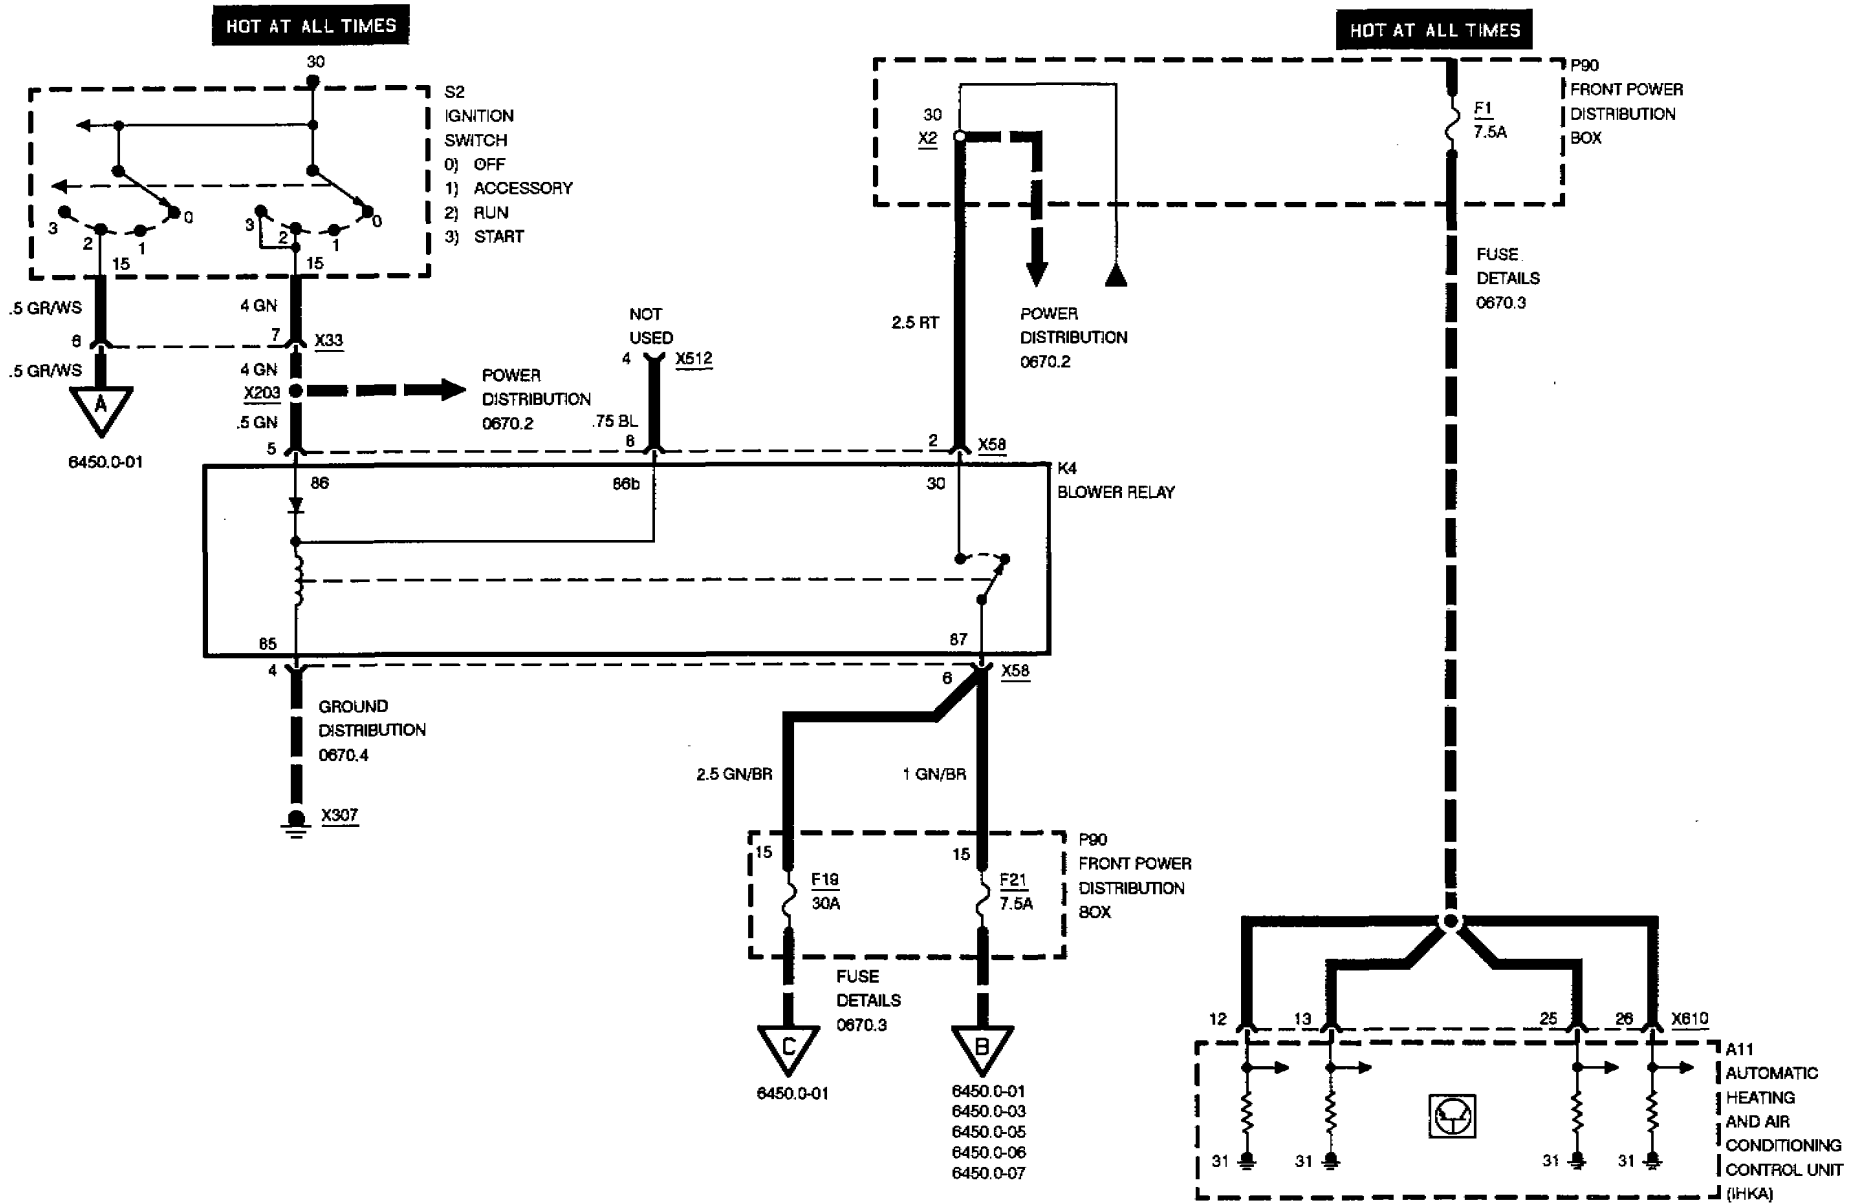 HOT AT ALL TIMES
30
S2
IGNITION
SWITCH
0) OFF
1) ACCESSORY
2) RUN
3) START
3
2
1
0
15
3
2
1
0
15
.5 GR/WS
4 GN
6
7
X33
.5 GR/WS
4 GN
X203
.5 GN
A
6450.0-01
POWER
DISTRIBUTION
0670.2
NOT
USED
4
X512
.75 BL
HOT AT ALL TIMES
P90
FRONT POWER
DISTRIBUTION
BOX
30
X2
F1
7.5A
2.5 RT
POWER
DISTRIBUTION
0670.2
FUSE
DETAILS
0670.3
5
8
2
X58
K4
BLOWER RELAY
86
86b
30
85
87
4
6
X58
GROUND
DISTRIBUTION
0670.4
X307
2.5 GN/BR
1 GN/BR
P90
FRONT POWER
DISTRIBUTION
BOX
15
15
F19
30A
F21
7.5A
FUSE
DETAILS
0670.3
C
6450.0-01
B
6450.0-01
6450.0-03
6450.0-05
6450.0-06
6450.0-07
12
13
25
26
X610
A11
AUTOMATIC
HEATING
AND AIR
CONDITIONING
CONTROL UNIT
(IHKA)
31
31
31
31